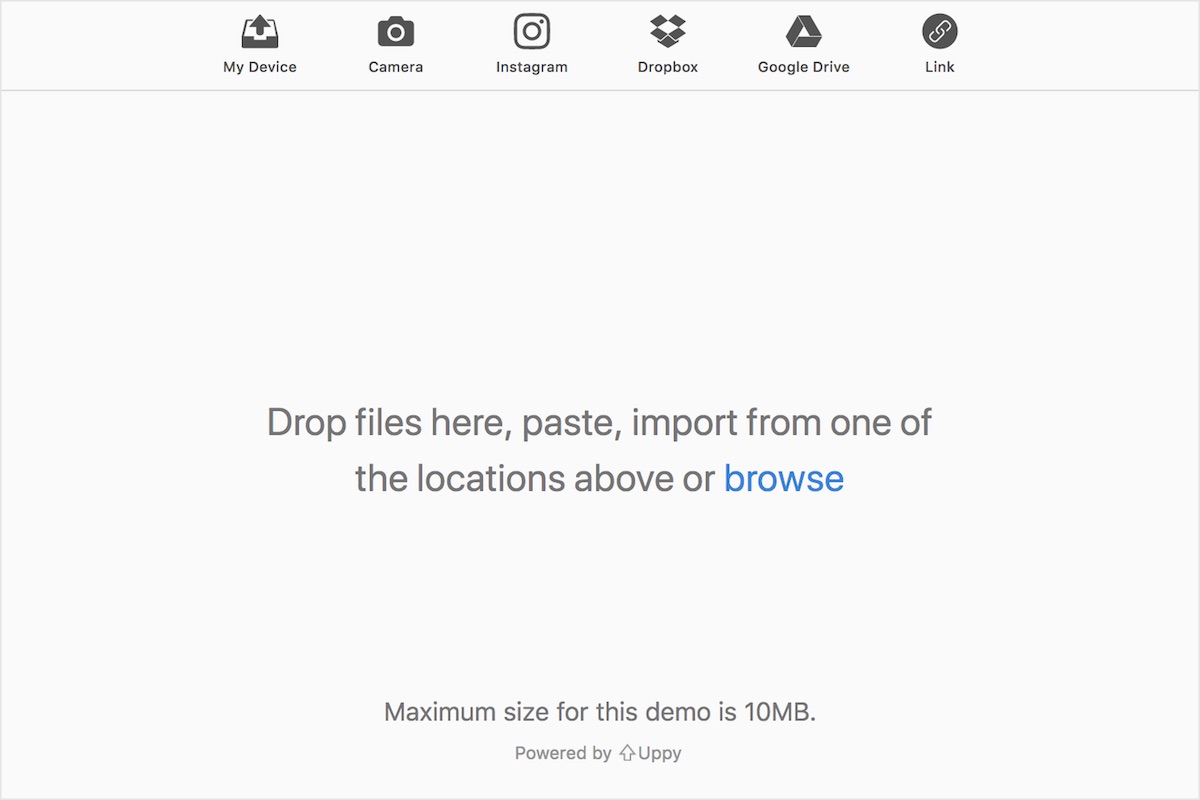 My Device Camera Instagram Dropbox Google Drive Link
Drop files here, paste, import from one of
the locations above or browse
Maximum size for this demo is 10MB.
Powered by Uppy